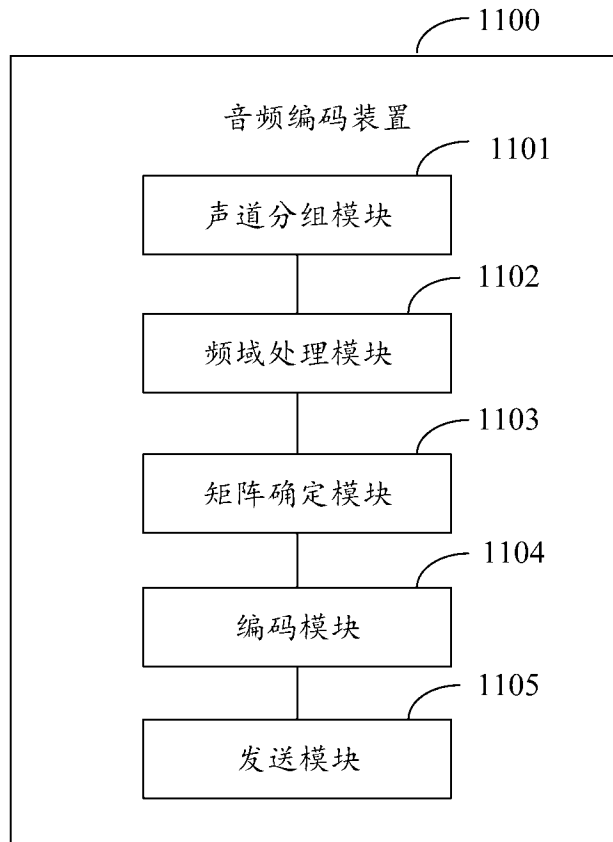 1100
音频编码装置
1101
声道分组模块
1102
频域处理模块
1103
矩阵确定模块
1104
编码模块
1105
发送模块